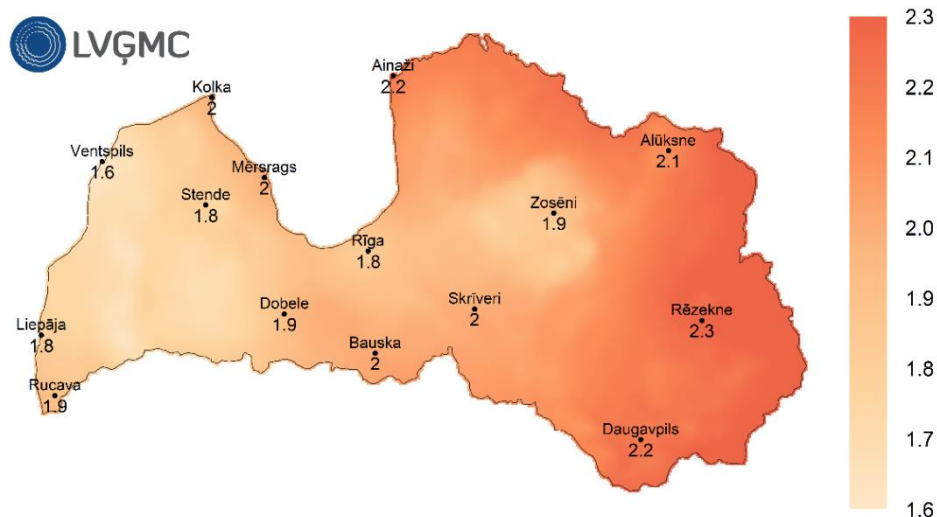 LVĢMC
Ainaži
2.2
Kolka
2
Ventspils
1.6
Mērsrags
2
Stende
1.8
Alūksne
2.1
Zosēni
1.9
Rīga
1.8
Dobele
1.9
Skrīveri
2
Rēzekne
2.3
Liepāja
1.8
Bauska
2
Rucava
1.9
Daugavpils
2.2
2.3
2.2
2.1
2.0
1.9
1.8
1.7
1.6